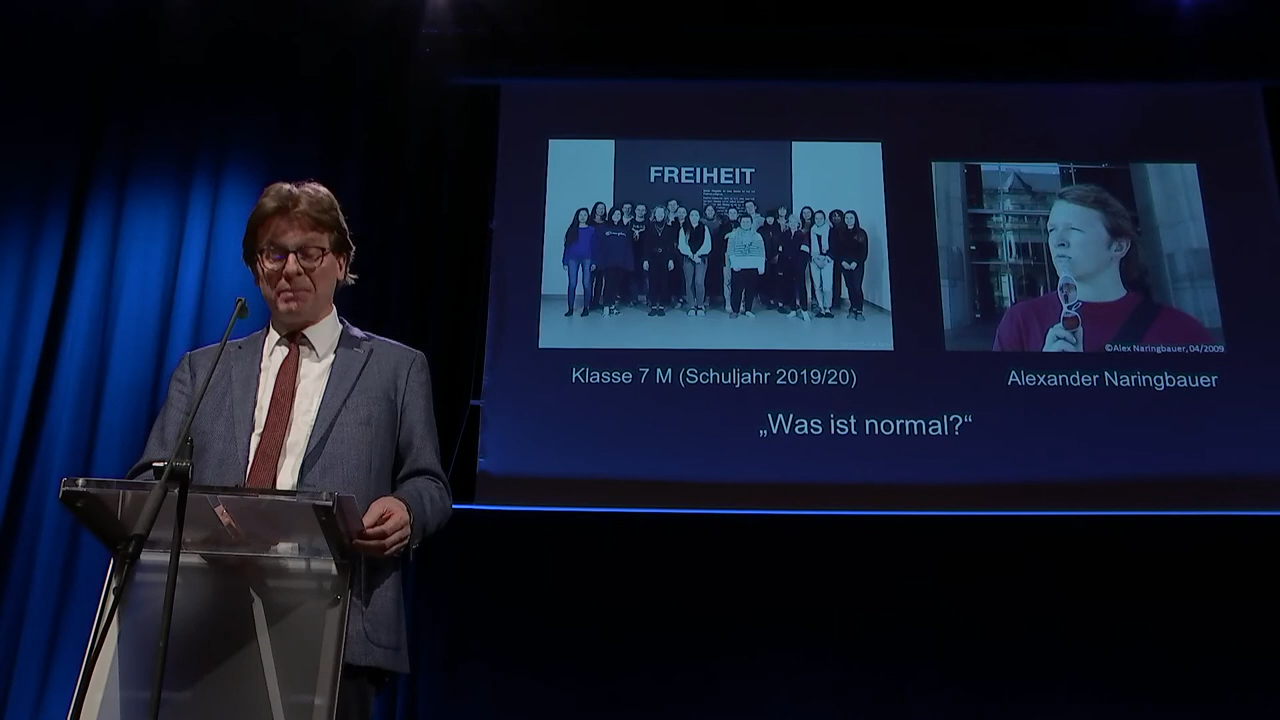 FREIHEIT
©Alex Naringbauer, 04/2009
Klasse 7 M (Schuljahr 2019/20)
Alexander Naringbauer
„Was ist normal?“